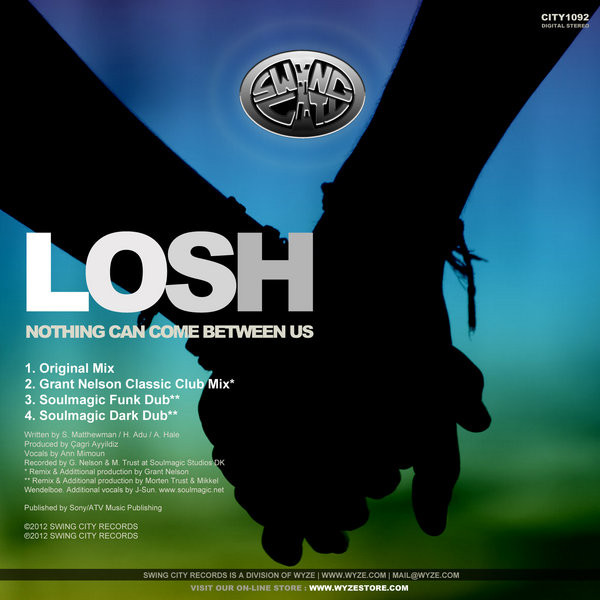 CITY1092
DIGITAL STEREO
SWING CITY
LOSH
NOTHING CAN COME BETWEEN US
1. Original Mix
2. Grant Nelson Classic Club Mix*
3. Soulmagic Funk Dub**
4. Soulmagic Dark Dub**
Written by S. Matthewman / H. Adu / A. Hale
Produced by Çagri Ayyildiz
Vocals by Ann Mimoun
Recorded by G. Nelson & M. Trust at Soulmagic Studios DK
* Remix & Addittional production by Grant Nelson
** Remix & Additional production by Morten Trust & Mikkel
Wendelboe. Additional vocals by J-Sun, www.soulmagic.net
Published by Sony/ATV Music Publishing
©2012 SWING CITY RECORDS
℗2012 SWING CITY RECORDS
SWING CITY RECORDS IS A DIVISION OF WYZE | WWW.WYZE.COM | MAIL@WYZE.COM
VISIT OUR ON-LINE STORE : WWW.WYZESTORE.COM